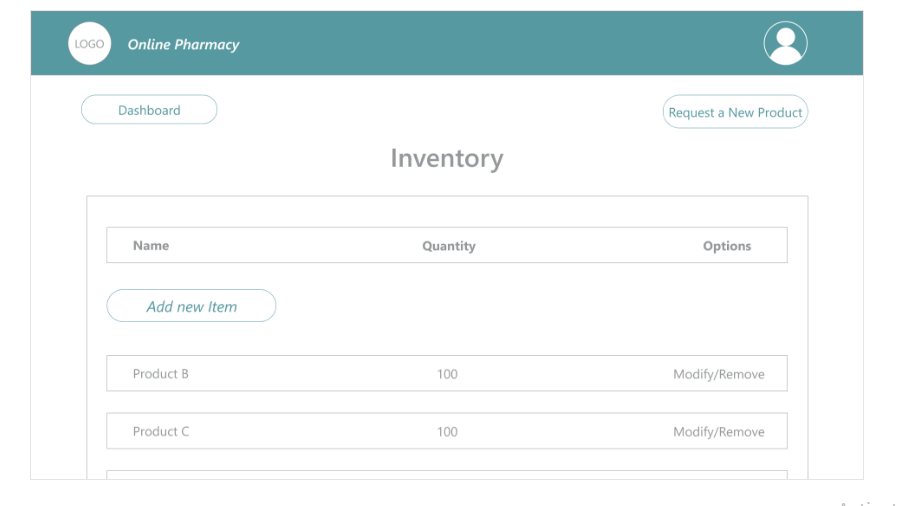 LOGO Online Pharmacy
Dashboard
Request a New Product
Inventory
Name Quantity Options
Add new Item
Product B 100 Modify/Remove
Product C 100 Modify/Remove